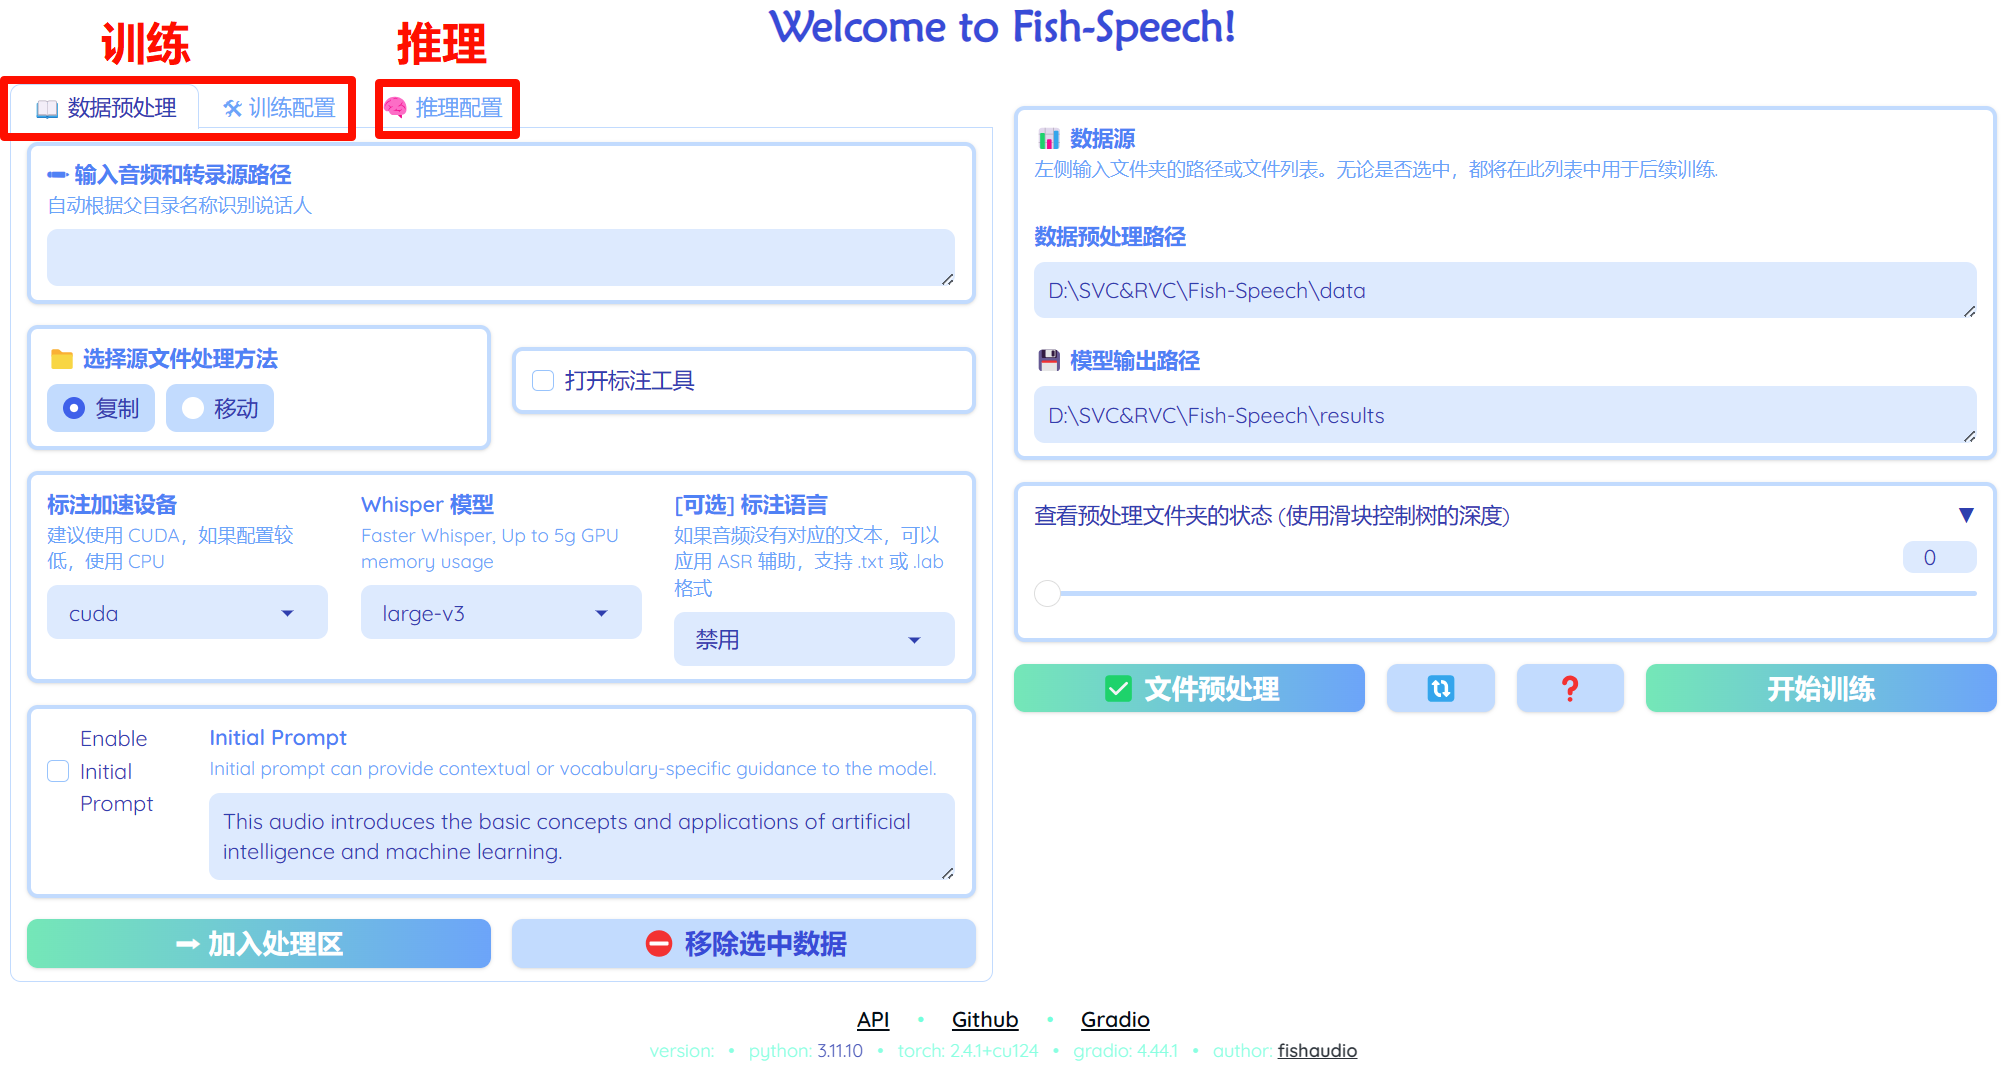 Welcome to Fish-Speech!
训练
推理
数据预处理
训练配置
推理配置
输入音频和转录源路径
自动根据父目录名称识别说话人
选择源文件处理方法
复制
移动
打开标注工具
标注加速设备
建议使用 CUDA，如果配置较
低，使用 CPU
cuda
Whisper 模型
Faster Whisper, Up to 5g GPU
memory usage
large-v3
[可选] 标注语言
如果音频没有对应的文本，可以
应用 ASR 辅助，支持 .txt 或 .lab
格式
禁用
Enable
Initial
Prompt
Initial Prompt
Initial prompt can provide contextual or vocabulary-specific guidance to the model.
This audio introduces the basic concepts and applications of artificial
intelligence and machine learning.
加入处理区
移除选中数据
数据源
左侧输入文件夹的路径或文件列表。无论是否选中，都将在此列表中用于后续训练.
数据预处理路径
D:\SVC&RVC\Fish-Speech\data
模型输出路径
D:\SVC&RVC\Fish-Speech\results
查看预处理文件夹的状态 (使用滑块控制树的深度)
0
文件预处理
开始训练
API • Github • Gradio
version: • python: 3.11.10 • torch: 2.4.1+cu124 • gradio: 4.44.1 • author: fishaudio